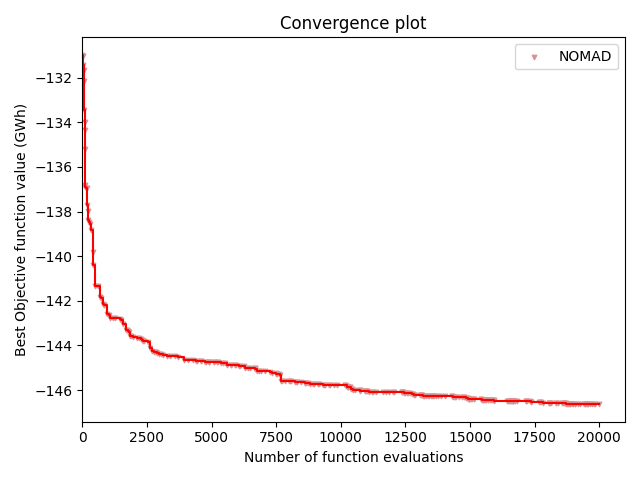 Convergence plot
NOMAD
Best Objective function value (GWh)
−132
−134
−136
−138
−140
−142
−144
−146
0 2500 5000 7500 10000 12500 15000 17500 20000
Number of function evaluations